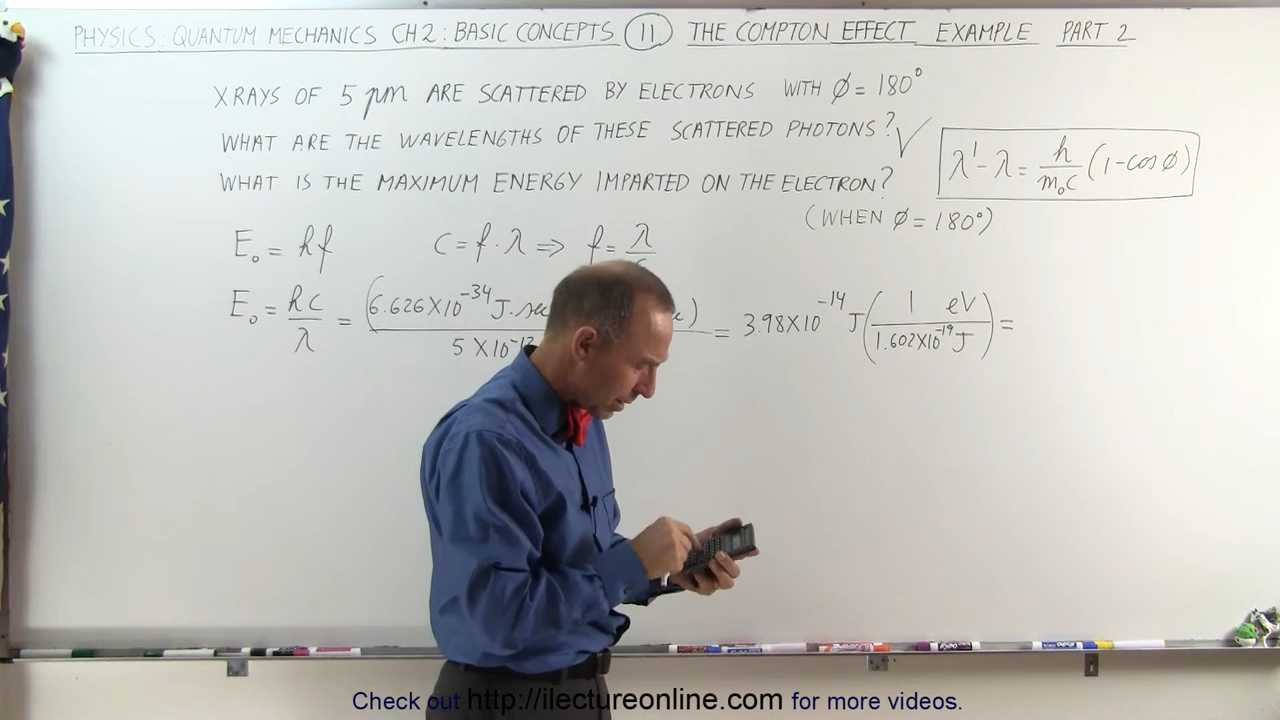 PHYSICS: QUANTUM MECHANICS CH 2: BASIC CONCEPTS 11 THE COMPTON EFFECT EXAMPLE PART 2
XRAYS OF 5 pm ARE SCATTERED BY ELECTRONS WITH ∅ = 180°
WHAT ARE THE WAVELENGTHS OF THESE SCATTERED PHOTONS? ✓
λ' - λ = h/m₀c (1 - cos ∅)
WHAT IS THE MAXIMUM ENERGY IMPARTED ON THE ELECTRON?
(WHEN ∅ = 180°)
E₀ = hf C = f · λ ⇒ f = λ
E₀ = hc/λ = (6.626 X 10⁻³⁴ J. )/5 X 10 = 3.98 X 10⁻¹⁴ J (1 eV/1.602 X 10⁻¹⁹ J) =
Check out http://ilectureonline.com for more videos.